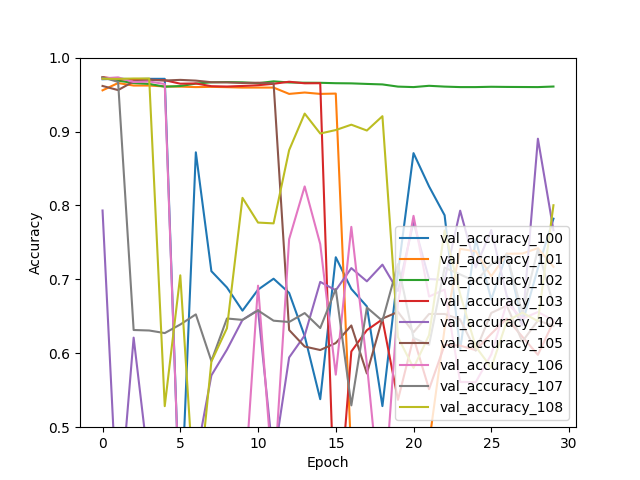 1.0
0.9
0.8
0.7
0.6
0.5
Accuracy
0
5
10
15
20
25
30
Epoch
val_accuracy_100
val_accuracy_101
val_accuracy_102
val_accuracy_103
val_accuracy_104
val_accuracy_105
val_accuracy_106
val_accuracy_107
val_accuracy_108